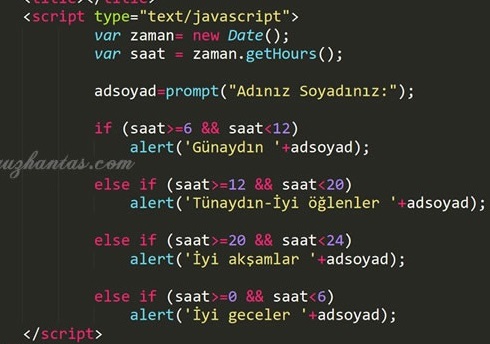 <title></title>
<script type="text/javascript">
var zaman= new Date();
var saat = zaman.getHours();
adsoyad=prompt("Adınız Soyadınız:");
if (saat>=6 && saat<12)
alert('Günaydın '+adsoyad);
uzhantas.com
else if (saat>=12 && saat<20)
alert('Tünaydın-İyi öğlenler '+adsoyad);
else if (saat>=20 && saat<24)
alert('İyi akşamlar '+adsoyad);
else if (saat>=0 && saat<6)
alert('İyi geceler '+adsoyad);
</script>